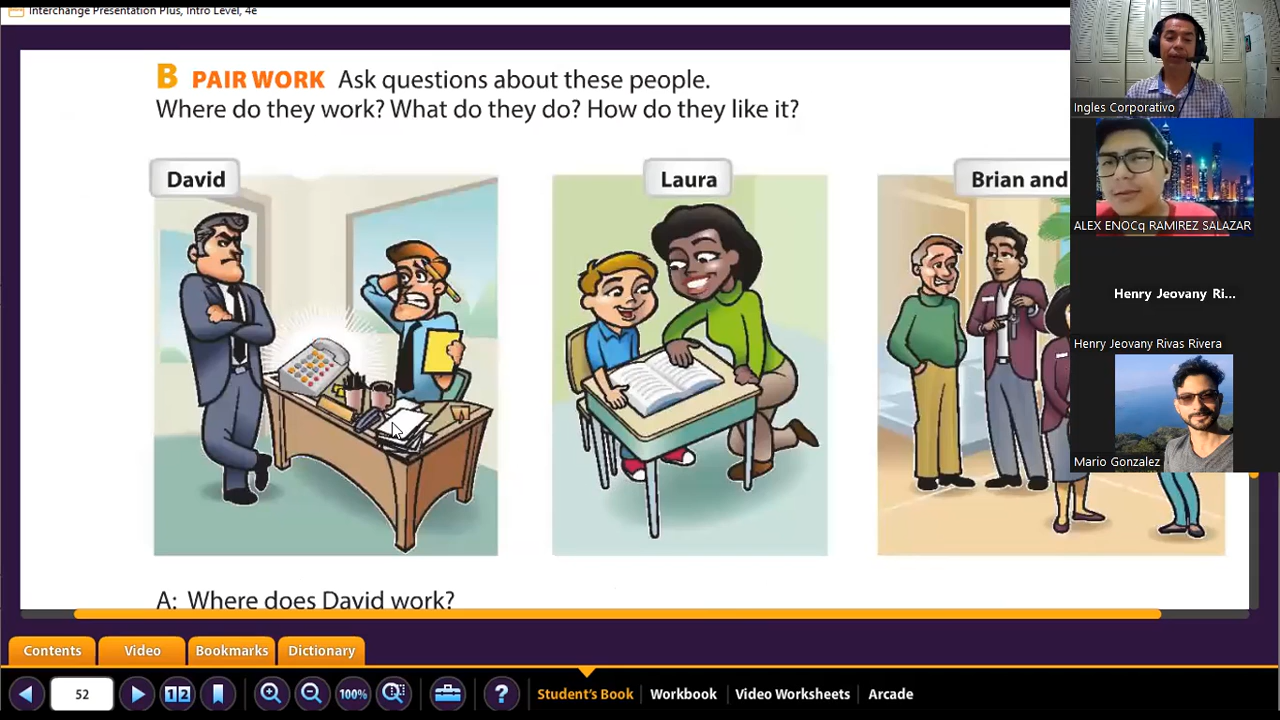 Interchange Presentation Plus, Intro Level, 4e
B PAIR WORK Ask questions about these people.
Where do they work? What do they do? How do they like it?
David
Laura
Brian and
A: Where does David work?
Ingles Corporativo
ALEX ENOCq RAMIREZ SALAZAR
Henry Jeovany Ri...
Henry Jeovany Rivas Rivera
Mario Gonzalez
Contents Video Bookmarks Dictionary
52 1 2 100% ? Student's Book Workbook Video Worksheets Arcade